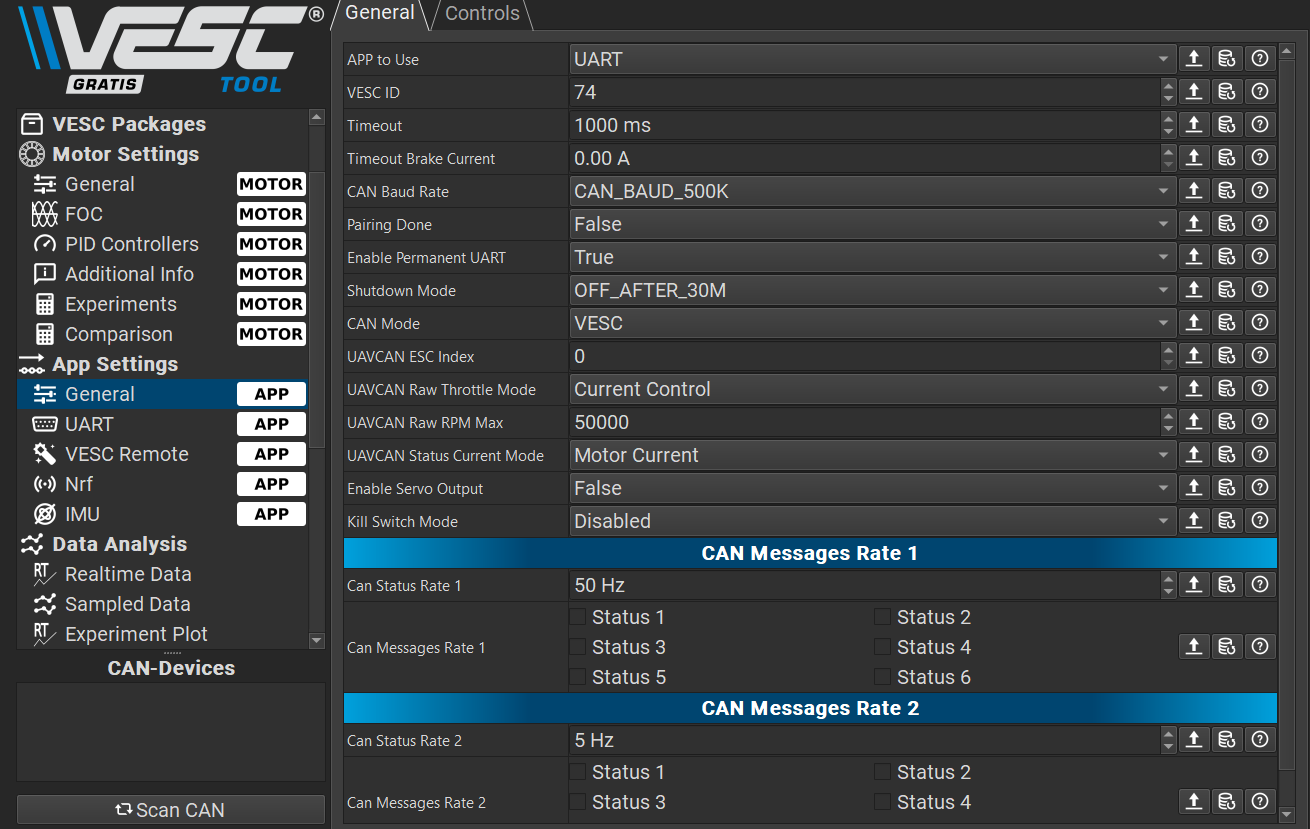 VESC®
GRATIS TOOL
VESC Packages
Motor Settings
General MOTOR
FOC MOTOR
PID Controllers MOTOR
Additional Info MOTOR
Experiments MOTOR
Comparison MOTOR
App Settings
General APP
UART APP
VESC Remote APP
Nrf APP
IMU APP
Data Analysis
RT Realtime Data
Sampled Data
RT Experiment Plot
CAN-Devices
Scan CAN
General Controls
APP to Use UART
VESC ID 74
Timeout 1000 ms
Timeout Brake Current 0.00 A
CAN Baud Rate CAN_BAUD_500K
Pairing Done False
Enable Permanent UART True
Shutdown Mode OFF_AFTER_30M
CAN Mode VESC
UAVCAN ESC Index 0
UAVCAN Raw Throttle Mode Current Control
UAVCAN Raw RPM Max 50000
UAVCAN Status Current Mode Motor Current
Enable Servo Output False
Kill Switch Mode Disabled
CAN Messages Rate 1
Can Status Rate 1 50 Hz
Status 1 Status 2
Can Messages Rate 1 Status 3 Status 4
Status 5 Status 6
CAN Messages Rate 2
Can Status Rate 2 5 Hz
Status 1 Status 2
Can Messages Rate 2 Status 3 Status 4